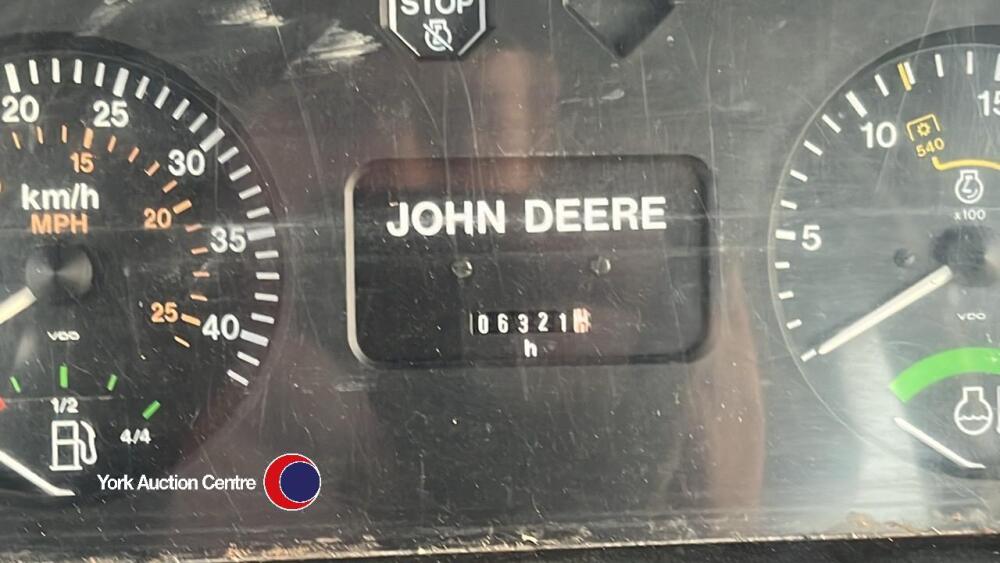 STOP
20
25
30
35
40
15
20
25
km/h
MPH
VDO
1/2
4/4
JOHN DEERE
06321
h
5
10
15
540
x100
VDO
York Auction Centre